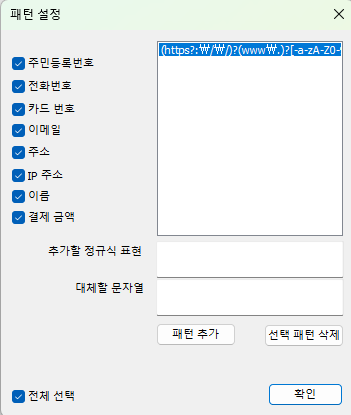 패턴 설정
(https?:₩/₩/)?(www₩.)?[-a-zA-Z0-
주민등록번호
전화번호
카드 번호
이메일
주소
IP 주소
이름
결제 금액
추가할 정규식 표현
대체할 문자열
패턴 추가
선택 패턴 삭제
전체 선택
확인